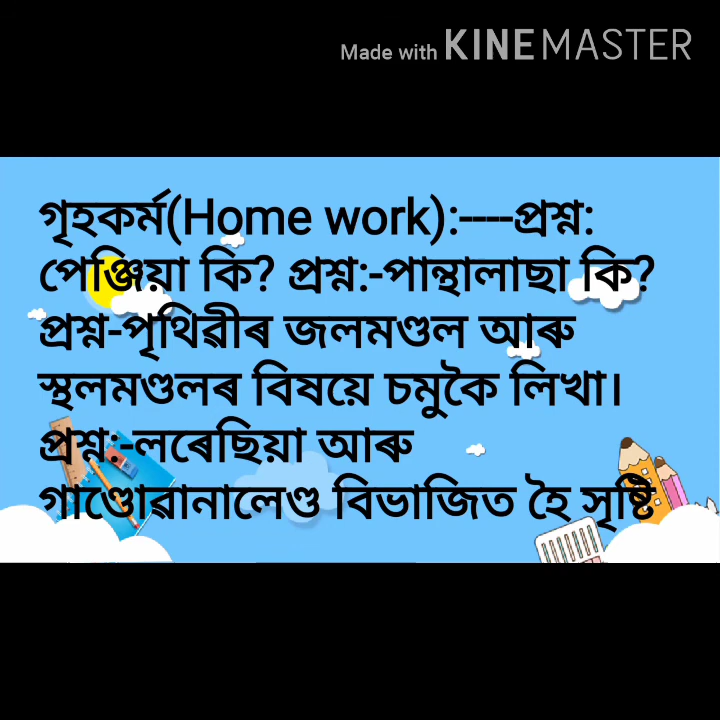 Made with KINEMASTER
গৃহকৰ্ম(Home work):----প্ৰশ্ন:
পেঞ্জিয়া কি? প্ৰশ্ন:-পান্থালাছা কি?
প্ৰশ্ন-পৃথিৱীৰ জলমণ্ডল আৰু
স্থলমণ্ডলৰ বিষয়ে চমুকৈ লিখা।
প্ৰশ্ন:-লৰেছিয়া আৰু
গাণ্ডোৱানালেণ্ড বিভাজিত হৈ সৃষ্টি